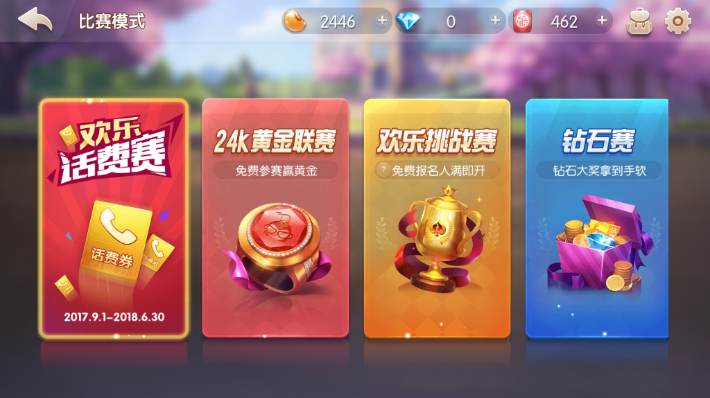 比赛模式
2446
0
462
欢乐
话费赛
话费券
2017.9.1-2018.6.30
24k黄金联赛
免费参赛赢黄金
欢乐挑战赛
? 免费报名人满即开
钻石赛
钻石大奖拿到手软